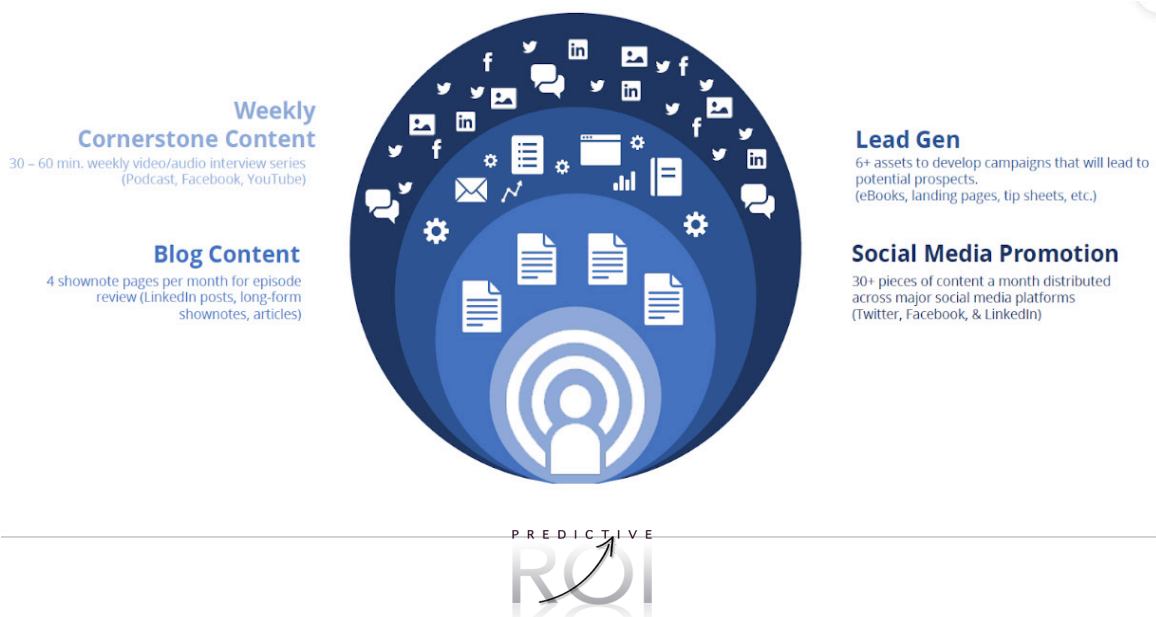 Weekly
Cornerstone Content
30 – 60 min. weekly video/audio interview series
(Podcast, Facebook, YouTube)
Blog Content
4 shownote pages per month for episode
review (LinkedIn posts, long-form
shownotes, articles)
Lead Gen
6+ assets to develop campaigns that will lead to
potential prospects.
(eBooks, landing pages, tip sheets, etc.)
Social Media Promotion
30+ pieces of content a month distributed
across major social media platforms
(Twitter, Facebook, & LinkedIn)
PREDICTIVE
ROI